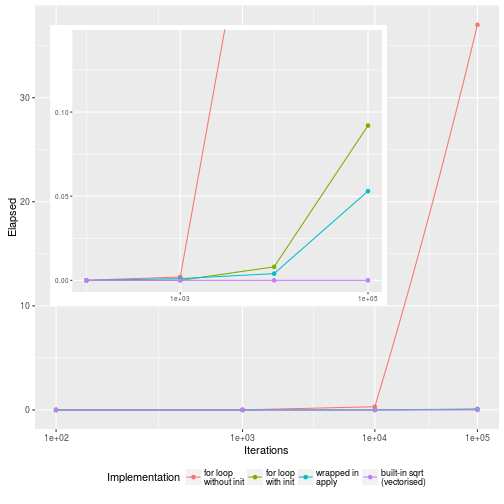 Elapsed
30
20
10
0
0.10
0.05
0.00
1e+03
1e+05
1e+02
1e+03
1e+04
1e+05
Iterations
Implementation
for loop
without init
for loop
with init
wrapped in
apply
built-in sqrt
(vectorised)